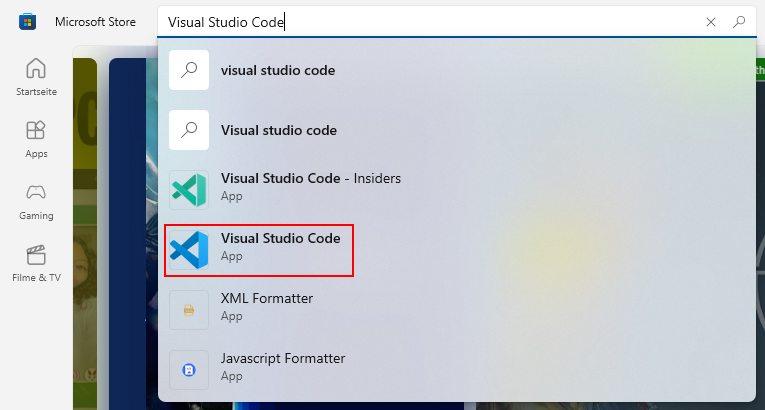 Microsoft Store
Visual Studio Code
Startseite
Apps
Gaming
Filme & TV
visual studio code
Visual studio code
Visual Studio Code - Insiders
App
Visual Studio Code
App
XML Formatter
App
Javascript Formatter
App